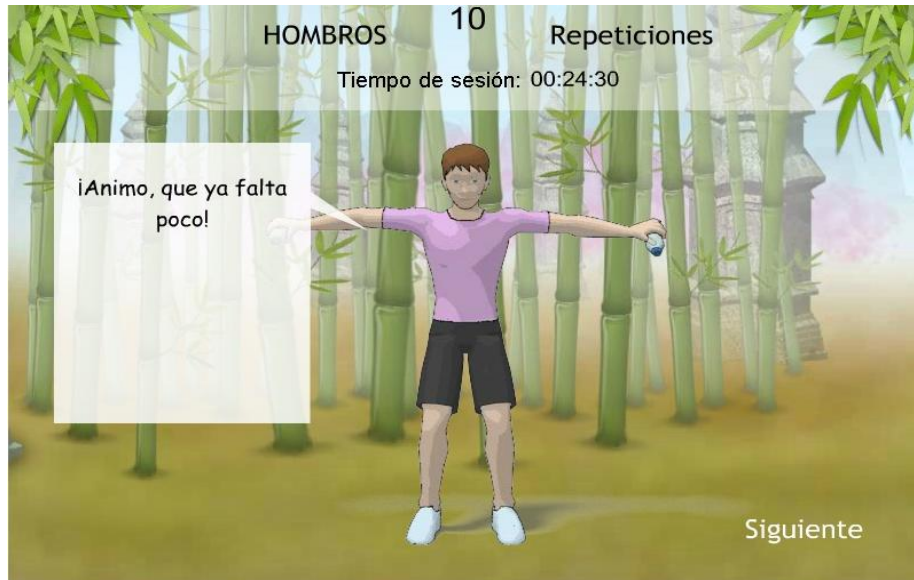 HOMBROS 10 Repeticiones
Tiempo de sesión: 00:24:30
¡Animo, que ya falta
poco!
Siguiente